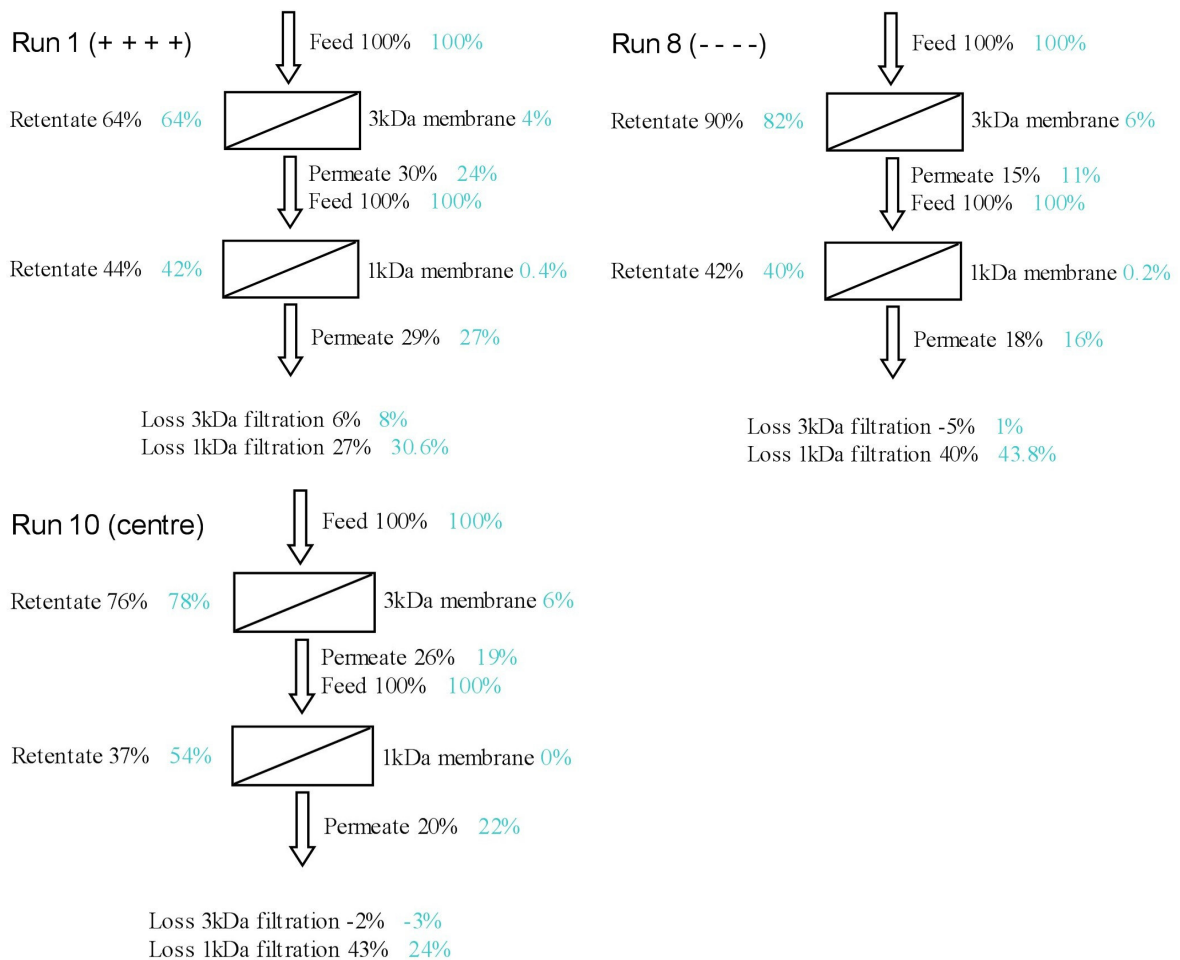 Run 1 (+ + + +)
Feed 100% 100%
Retentate 64% 64%
3kDa membrane 4%
Permeate 30% 24%
Feed 100% 100%
Retentate 44% 42%
1kDa membrane 0.4%
Permeate 29% 27%
Loss 3kDa filtration 6% 8%
Loss 1kDa filtration 27% 30.6%
Run 8 (- - - -)
Feed 100% 100%
Retentate 90% 82%
3kDa membrane 6%
Permeate 15% 11%
Feed 100% 100%
Retentate 42% 40%
1kDa membrane 0.2%
Permeate 18% 16%
Loss 3kDa filtration -5% 1%
Loss 1kDa filtration 40% 43.8%
Run 10 (centre)
Feed 100% 100%
Retentate 76% 78%
3kDa membrane 6%
Permeate 26% 19%
Feed 100% 100%
Retentate 37% 54%
1kDa membrane 0%
Permeate 20% 22%
Loss 3kDa filtration -2% -3%
Loss 1kDa filtration 43% 24%